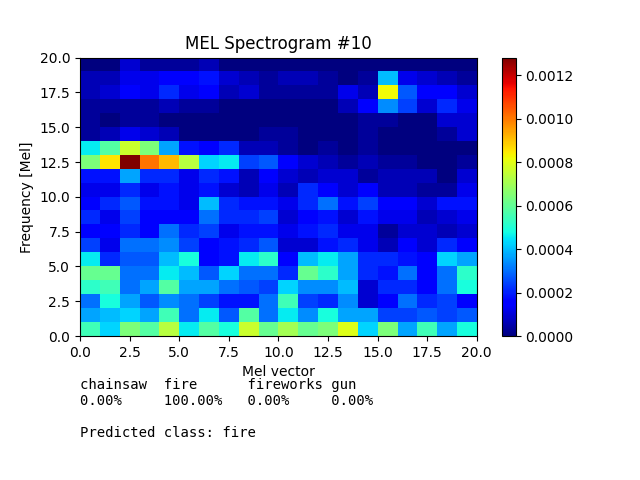 MEL Spectrogram #10
20.0
17.5
15.0
12.5
10.0
7.5
5.0
2.5
0.0
Frequency [Mel]
0.0 2.5 5.0 7.5 10.0 12.5 15.0 17.5 20.0
Mel vector
0.0012
0.0010
0.0008
0.0006
0.0004
0.0002
0.0000
chainsaw fire fireworks gun
0.00% 100.00% 0.00% 0.00%
Predicted class: fire